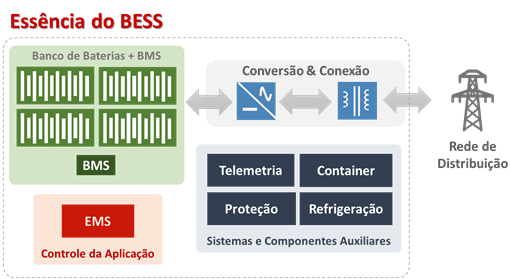 Essência do BESS
Banco de Baterias + BMS
BMS
Conversão & Conexão
Rede de
Distribuição
Telemetria
Container
Proteção
Refrigeração
Sistemas e Componentes Auxiliares
EMS
Controle da Aplicação